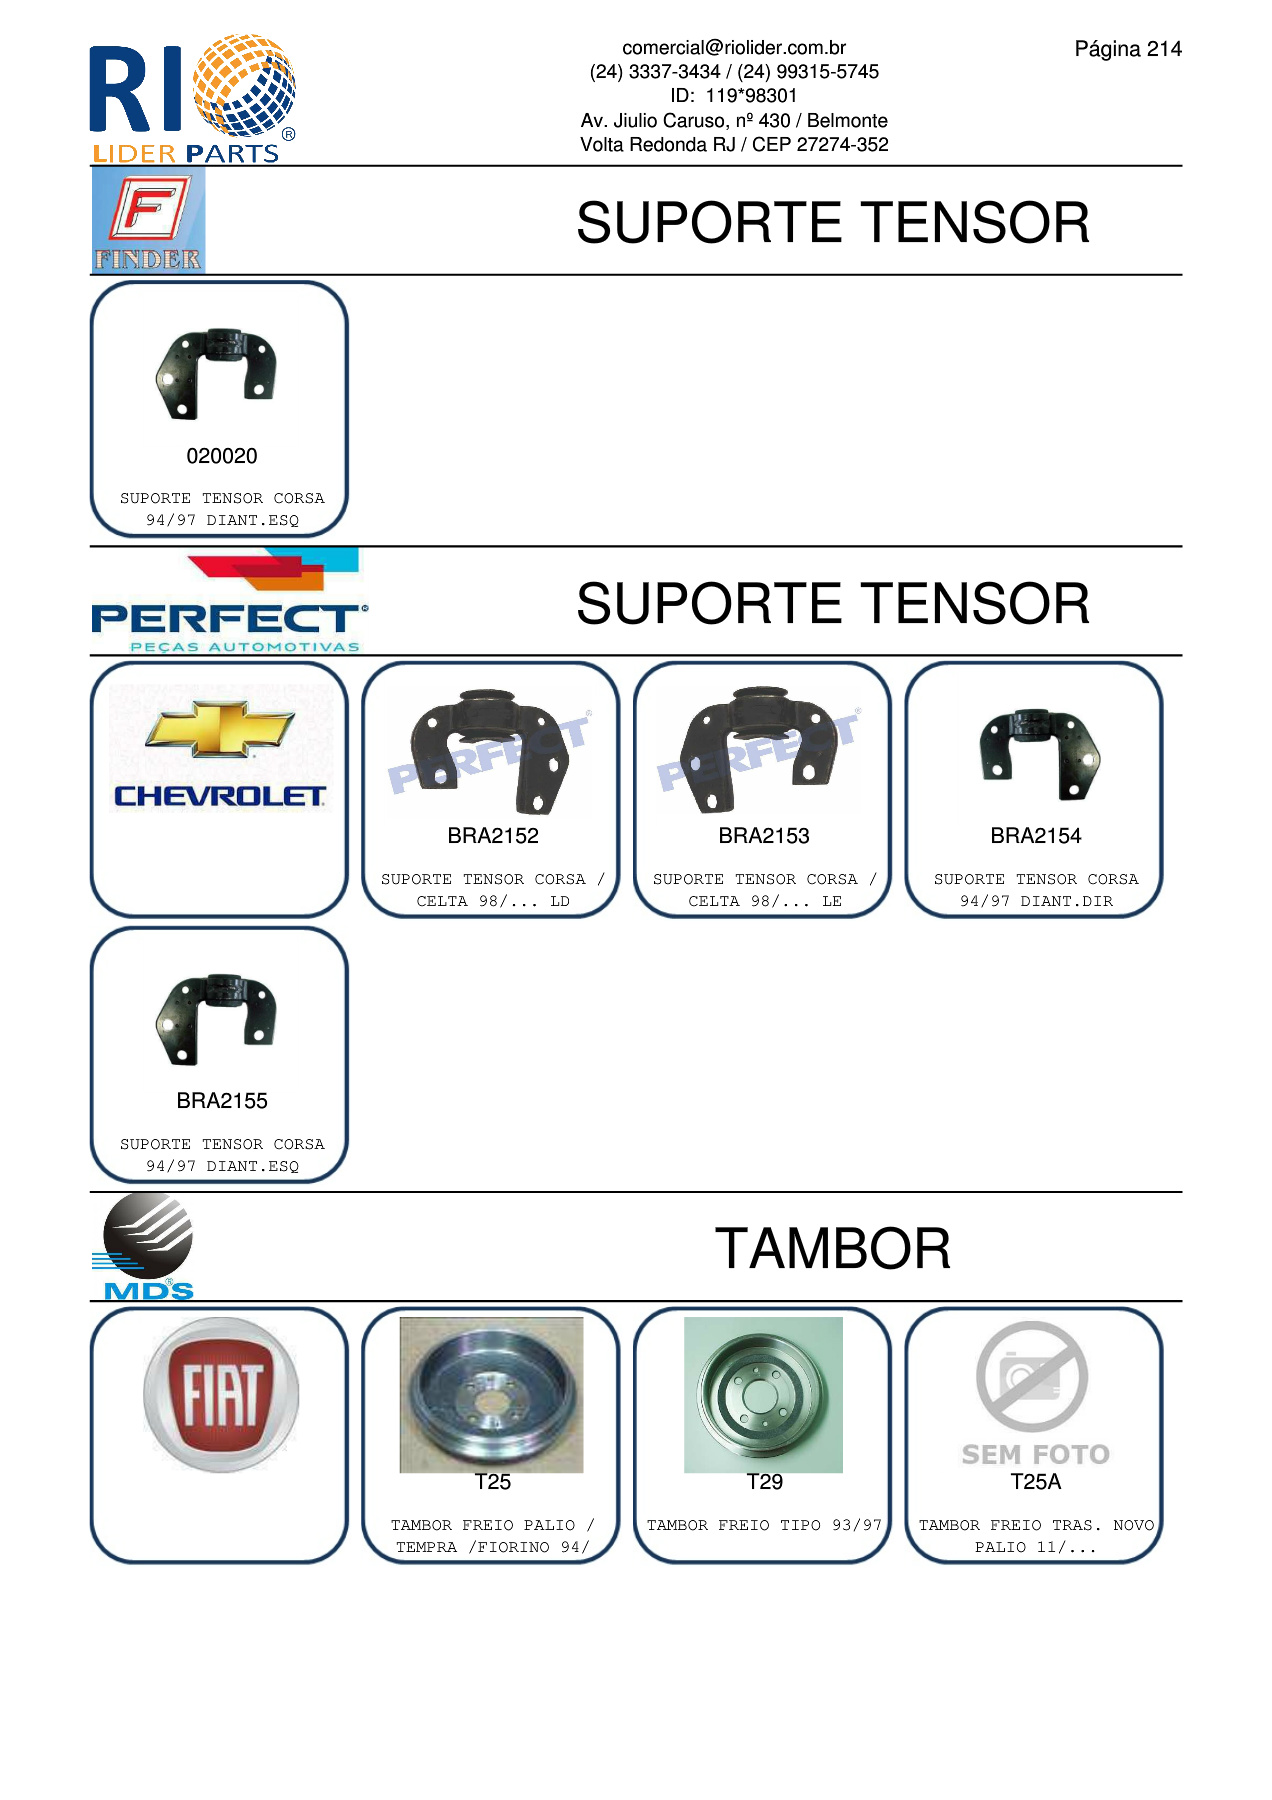 RIO
LIDER PARTS
®
comercial@riolider.com.br
(24) 3337-3434 / (24) 99315-5745
ID: 119*98301
Av. Jiulio Caruso, nº 430 / Belmonte
Volta Redonda RJ / CEP 27274-352
Página 214
F
FINDER
SUPORTE TENSOR
020020
SUPORTE TENSOR CORSA
94/97 DIANT.ESQ
PERFECT®
PEÇAS AUTOMOTIVAS
SUPORTE TENSOR
CHEVROLET
PERFECT®
BRA2152
SUPORTE TENSOR CORSA /
CELTA 98/... LD
PERFECT®
BRA2153
SUPORTE TENSOR CORSA /
CELTA 98/... LE
BRA2154
SUPORTE TENSOR CORSA
94/97 DIANT.DIR
BRA2155
SUPORTE TENSOR CORSA
94/97 DIANT.ESQ
MDS®
TAMBOR
FIAT
T25
TAMBOR FREIO PALIO /
TEMPRA /FIORINO 94/
T29
TAMBOR FREIO TIPO 93/97
SEM FOTO
T25A
TAMBOR FREIO TRAS. NOVO
PALIO 11/...